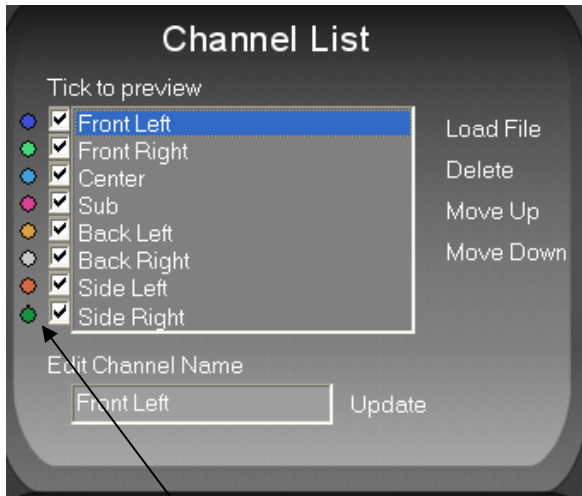 Channel List
Tick to preview
Front Left
Front Right
Center
Sub
Back Left
Back Right
Side Left
Side Right
Load File
Delete
Move Up
Move Down
Edit Channel Name
Front Left
Update